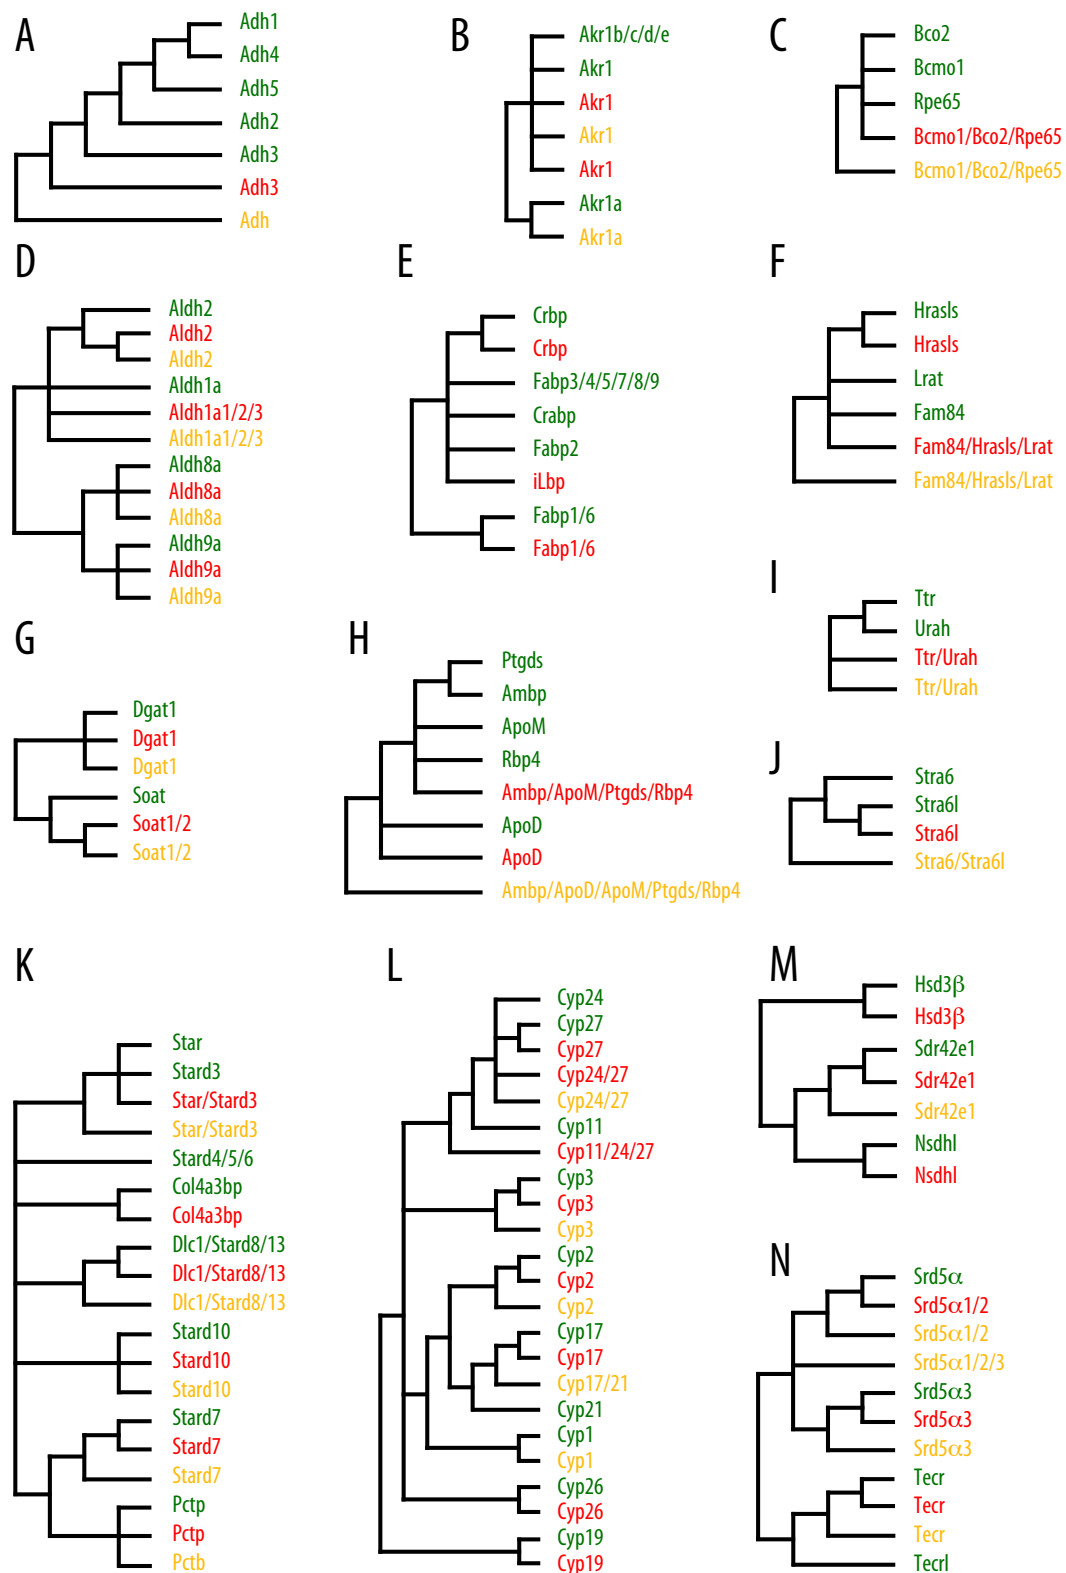 A
Adh1
Adh4
Adh5
Adh2
Adh3
Adh3
Adh
B
Akr1b/c/d/e
Akr1
Akr1
Akr1
Akr1
Akr1a
Akr1a
C
Bco2
Bcmo1
Rpe65
Bcmo1/Bco2/Rpe65
Bcmo1/Bco2/Rpe65
D
Aldh2
Aldh2
Aldh2
Aldh1a
Aldh1a1/2/3
Aldh1a1/2/3
Aldh8a
Aldh8a
Aldh8a
Aldh9a
Aldh9a
Aldh9a
E
Crbp
Crbp
Fabp3/4/5/7/8/9
Crabp
Fabp2
iLbp
Fabp1/6
Fabp1/6
F
Hrasls
Hrasls
Lrat
Fam84
Fam84/Hrasls/Lrat
Fam84/Hrasls/Lrat
G
Dgat1
Dgat1
Dgat1
Soat
Soat1/2
Soat1/2
H
Ptgds
Ambp
ApoM
Rbp4
Ambp/ApoM/Ptgds/Rbp4
ApoD
ApoD
Ambp/ApoD/ApoM/Ptgds/Rbp4
I
Ttr
Urah
Ttr/Urah
Ttr/Urah
J
Stra6
Stra6l
Stra6l
Stra6/Stra6l
K
Star
Stard3
Star/Stard3
Star/Stard3
Stard4/5/6
Col4a3bp
Col4a3bp
Dlc1/Stard8/13
Dlc1/Stard8/13
Dlc1/Stard8/13
Stard10
Stard10
Stard10
Stard7
Stard7
Stard7
Pctp
Pctp
Pctb
L
Cyp24
Cyp27
Cyp27
Cyp24/27
Cyp24/27
Cyp11
Cyp11/24/27
Cyp3
Cyp3
Cyp3
Cyp2
Cyp2
Cyp2
Cyp17
Cyp17
Cyp17/21
Cyp21
Cyp1
Cyp1
Cyp26
Cyp26
Cyp19
Cyp19
M
Hsd3β
Hsd3β
Sdr42e1
Sdr42e1
Sdr42e1
Nsdhl
Nsdhl
N
Srd5α
Srd5α1/2
Srd5α1/2
Srd5α1/2/3
Srd5α3
Srd5α3
Srd5α3
Tecr
Tecr
Tecr
Tecrl